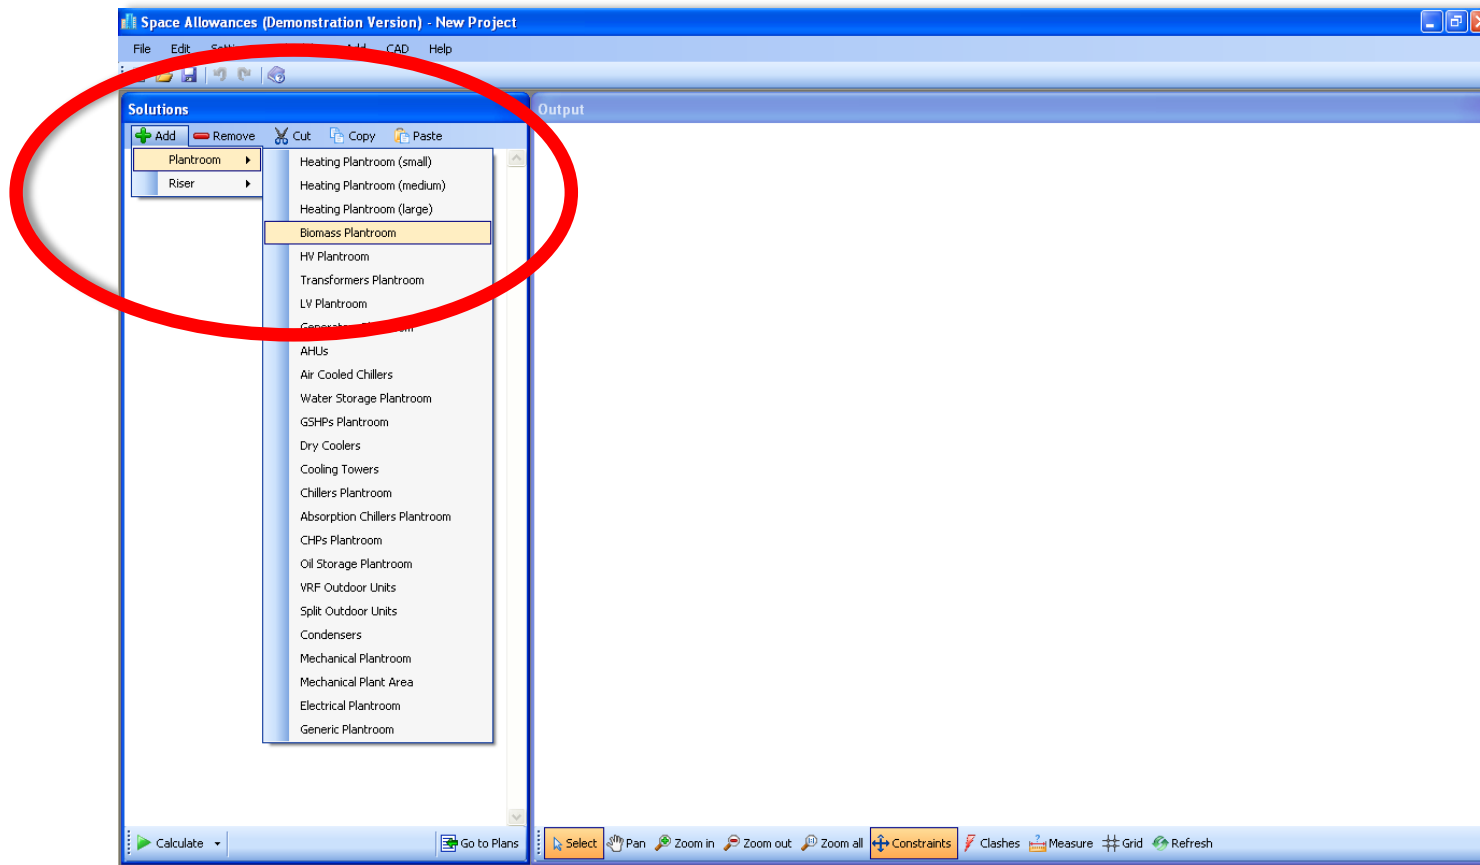 Space Allowances (Demonstration Version) - New Project
File Edit CAD Help
Solutions
Output
Add Remove Cut Copy Paste
Plantroom
Riser
Heating Plantroom (small)
Heating Plantroom (medium)
Heating Plantroom (large)
Biomass Plantroom
HV Plantroom
Transformers Plantroom
LV Plantroom
AHUs
Air Cooled Chillers
Water Storage Plantroom
GSHPs Plantroom
Dry Coolers
Cooling Towers
Chillers Plantroom
Absorption Chillers Plantroom
CHPs Plantroom
Oil Storage Plantroom
VRF Outdoor Units
Split Outdoor Units
Condensers
Mechanical Plantroom
Mechanical Plant Area
Electrical Plantroom
Generic Plantroom
Calculate Go to Plans
Select Pan Zoom in Zoom out Zoom all Constraints Clashes Measure Grid Refresh